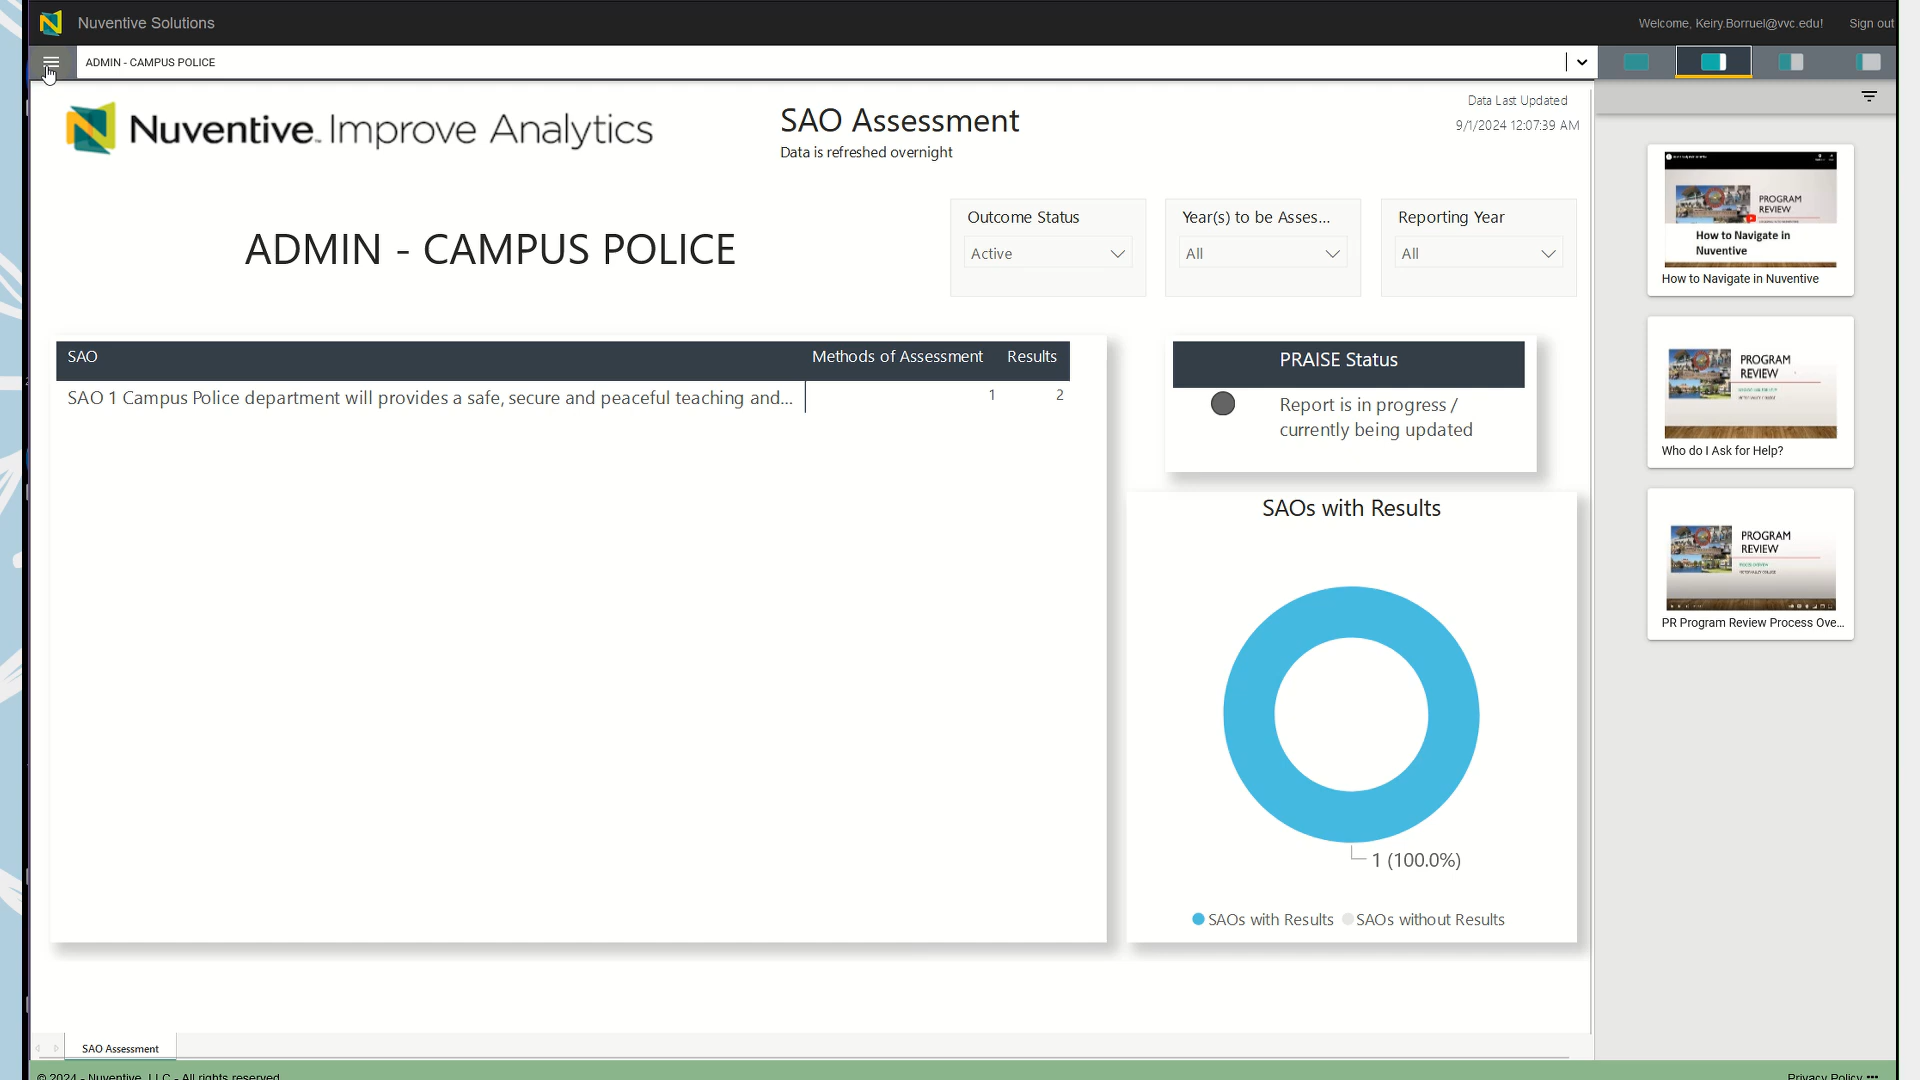 Nuventive Solutions
Welcome, Keiry.Borruel@vvc.edu!
Sign out
ADMIN - CAMPUS POLICE
Nuventive™ Improve Analytics
SAO Assessment
Data is refreshed overnight
Data Last Updated
9/1/2024 12:07:39 AM
ADMIN - CAMPUS POLICE
Outcome Status
Active
Year(s) to be Asses...
All
Reporting Year
All
SAO
Methods of Assessment
Results
SAO 1 Campus Police department will provides a safe, secure and peaceful teaching and...
1
2
PRAISE Status
Report is in progress /
currently being updated
SAOs with Results
1 (100.0%)
SAOs with Results
SAOs without Results
PROGRAM
REVIEW
How to Navigate in
Nuventive
How to Navigate in Nuventive
PROGRAM
REVIEW
Who do I Ask for Help?
PROGRAM
REVIEW
PR Program Review Process Ove...
SAO Assessment
© 2024 - Nuventive, LLC - All rights reserved
Privacy Policy •••